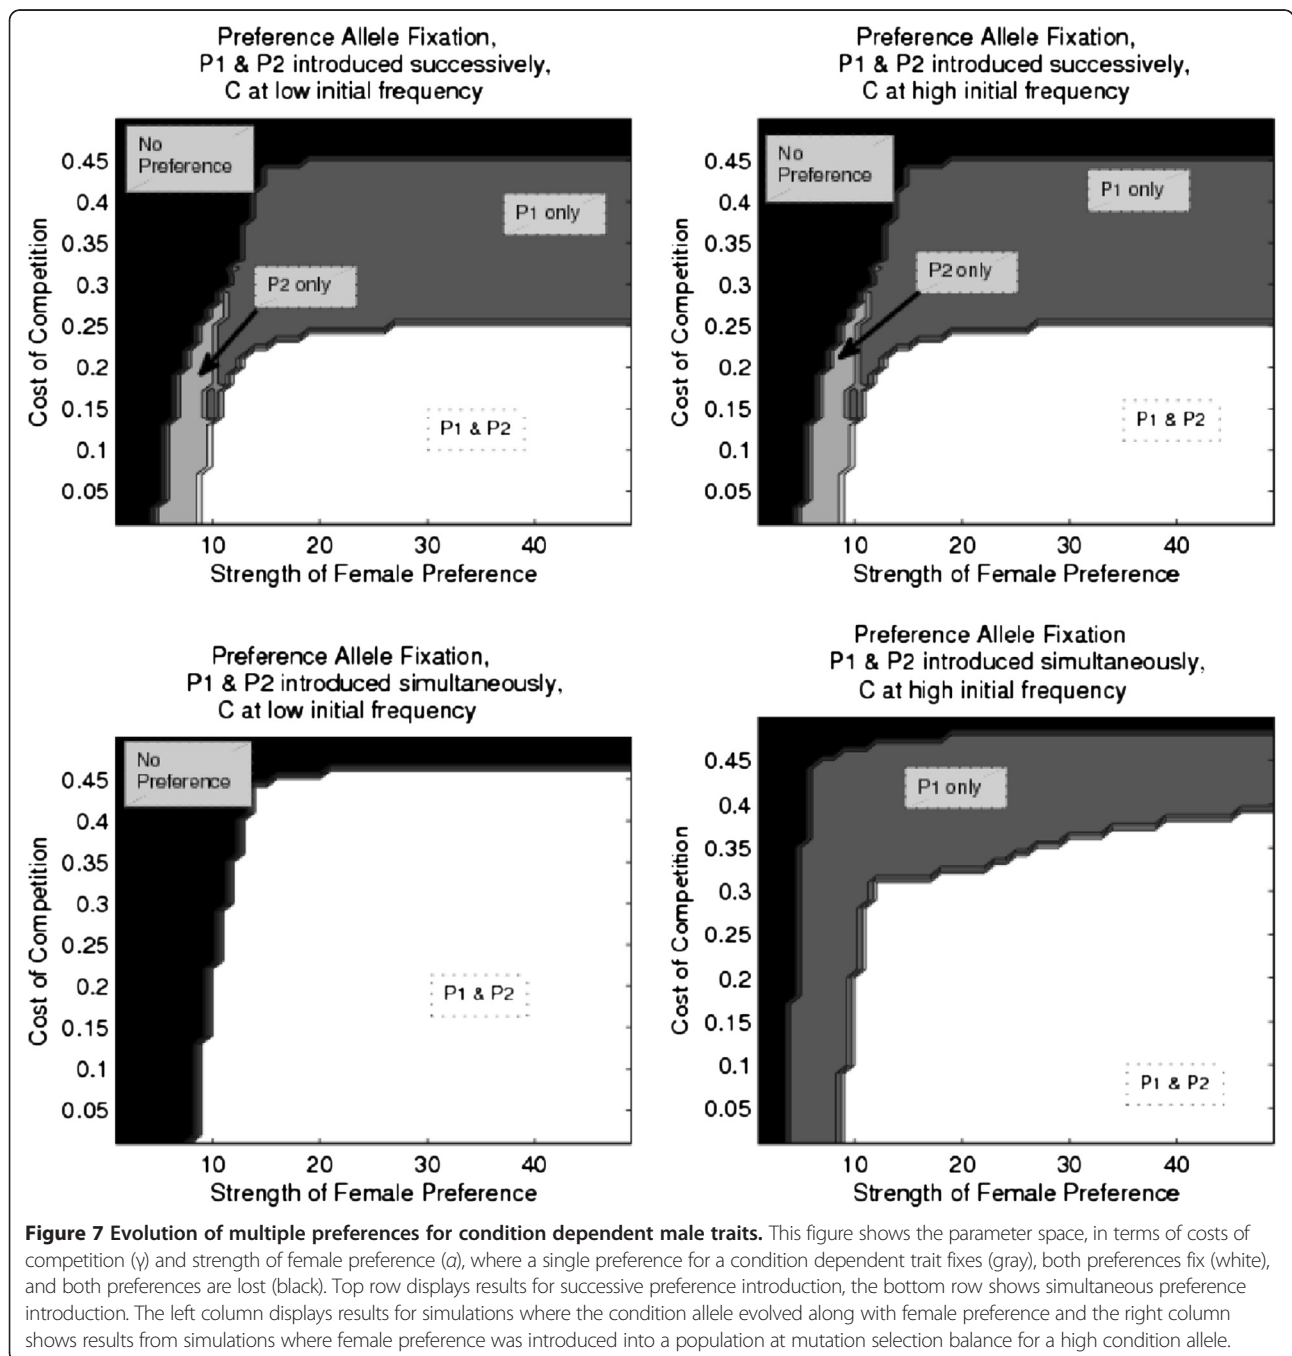 Preference Allele Fixation,
P1 & P2 introduced successively,
C at low initial frequency
Cost of Competition
0.45
0.4
0.35
0.3
0.25
0.2
0.15
0.1
0.05
No
Preference
P1 only
P2 only
P1 & P2
10 20 30 40
Strength of Female Preference
Preference Allele Fixation,
P1 & P2 introduced successively,
C at high initial frequency
Cost of Competition
0.45
0.4
0.35
0.3
0.25
0.2
0.15
0.1
0.05
No
Preference
P1 only
P2 only
P1 & P2
10 20 30 40
Strength of Female Preference
Preference Allele Fixation,
P1 & P2 introduced simultaneously,
C at low initial frequency
Cost of Competition
0.45
0.4
0.35
0.3
0.25
0.2
0.15
0.1
0.05
No
Preference
P1 & P2
10 20 30 40
Strength of Female Preference
Preference Allele Fixation
P1 & P2 introduced simultaneously,
C at high initial frequency
Cost of Competition
0.45
0.4
0.35
0.3
0.25
0.2
0.15
0.1
0.05
P1 only
P1 & P2
10 20 30 40
Strength of Female Preference
Figure 7 Evolution of multiple preferences for condition dependent male traits. This figure shows the parameter space, in terms of costs of
competition (γ) and strength of female preference (α), where a single preference for a condition dependent trait fixes (gray), both preferences fix (white),
and both preferences are lost (black). Top row displays results for successive preference introduction, the bottom row shows simultaneous preference
introduction. The left column displays results for simulations where the condition allele evolved along with female preference and the right column
shows results from simulations where female preference was introduced into a population at mutation selection balance for a high condition allele.